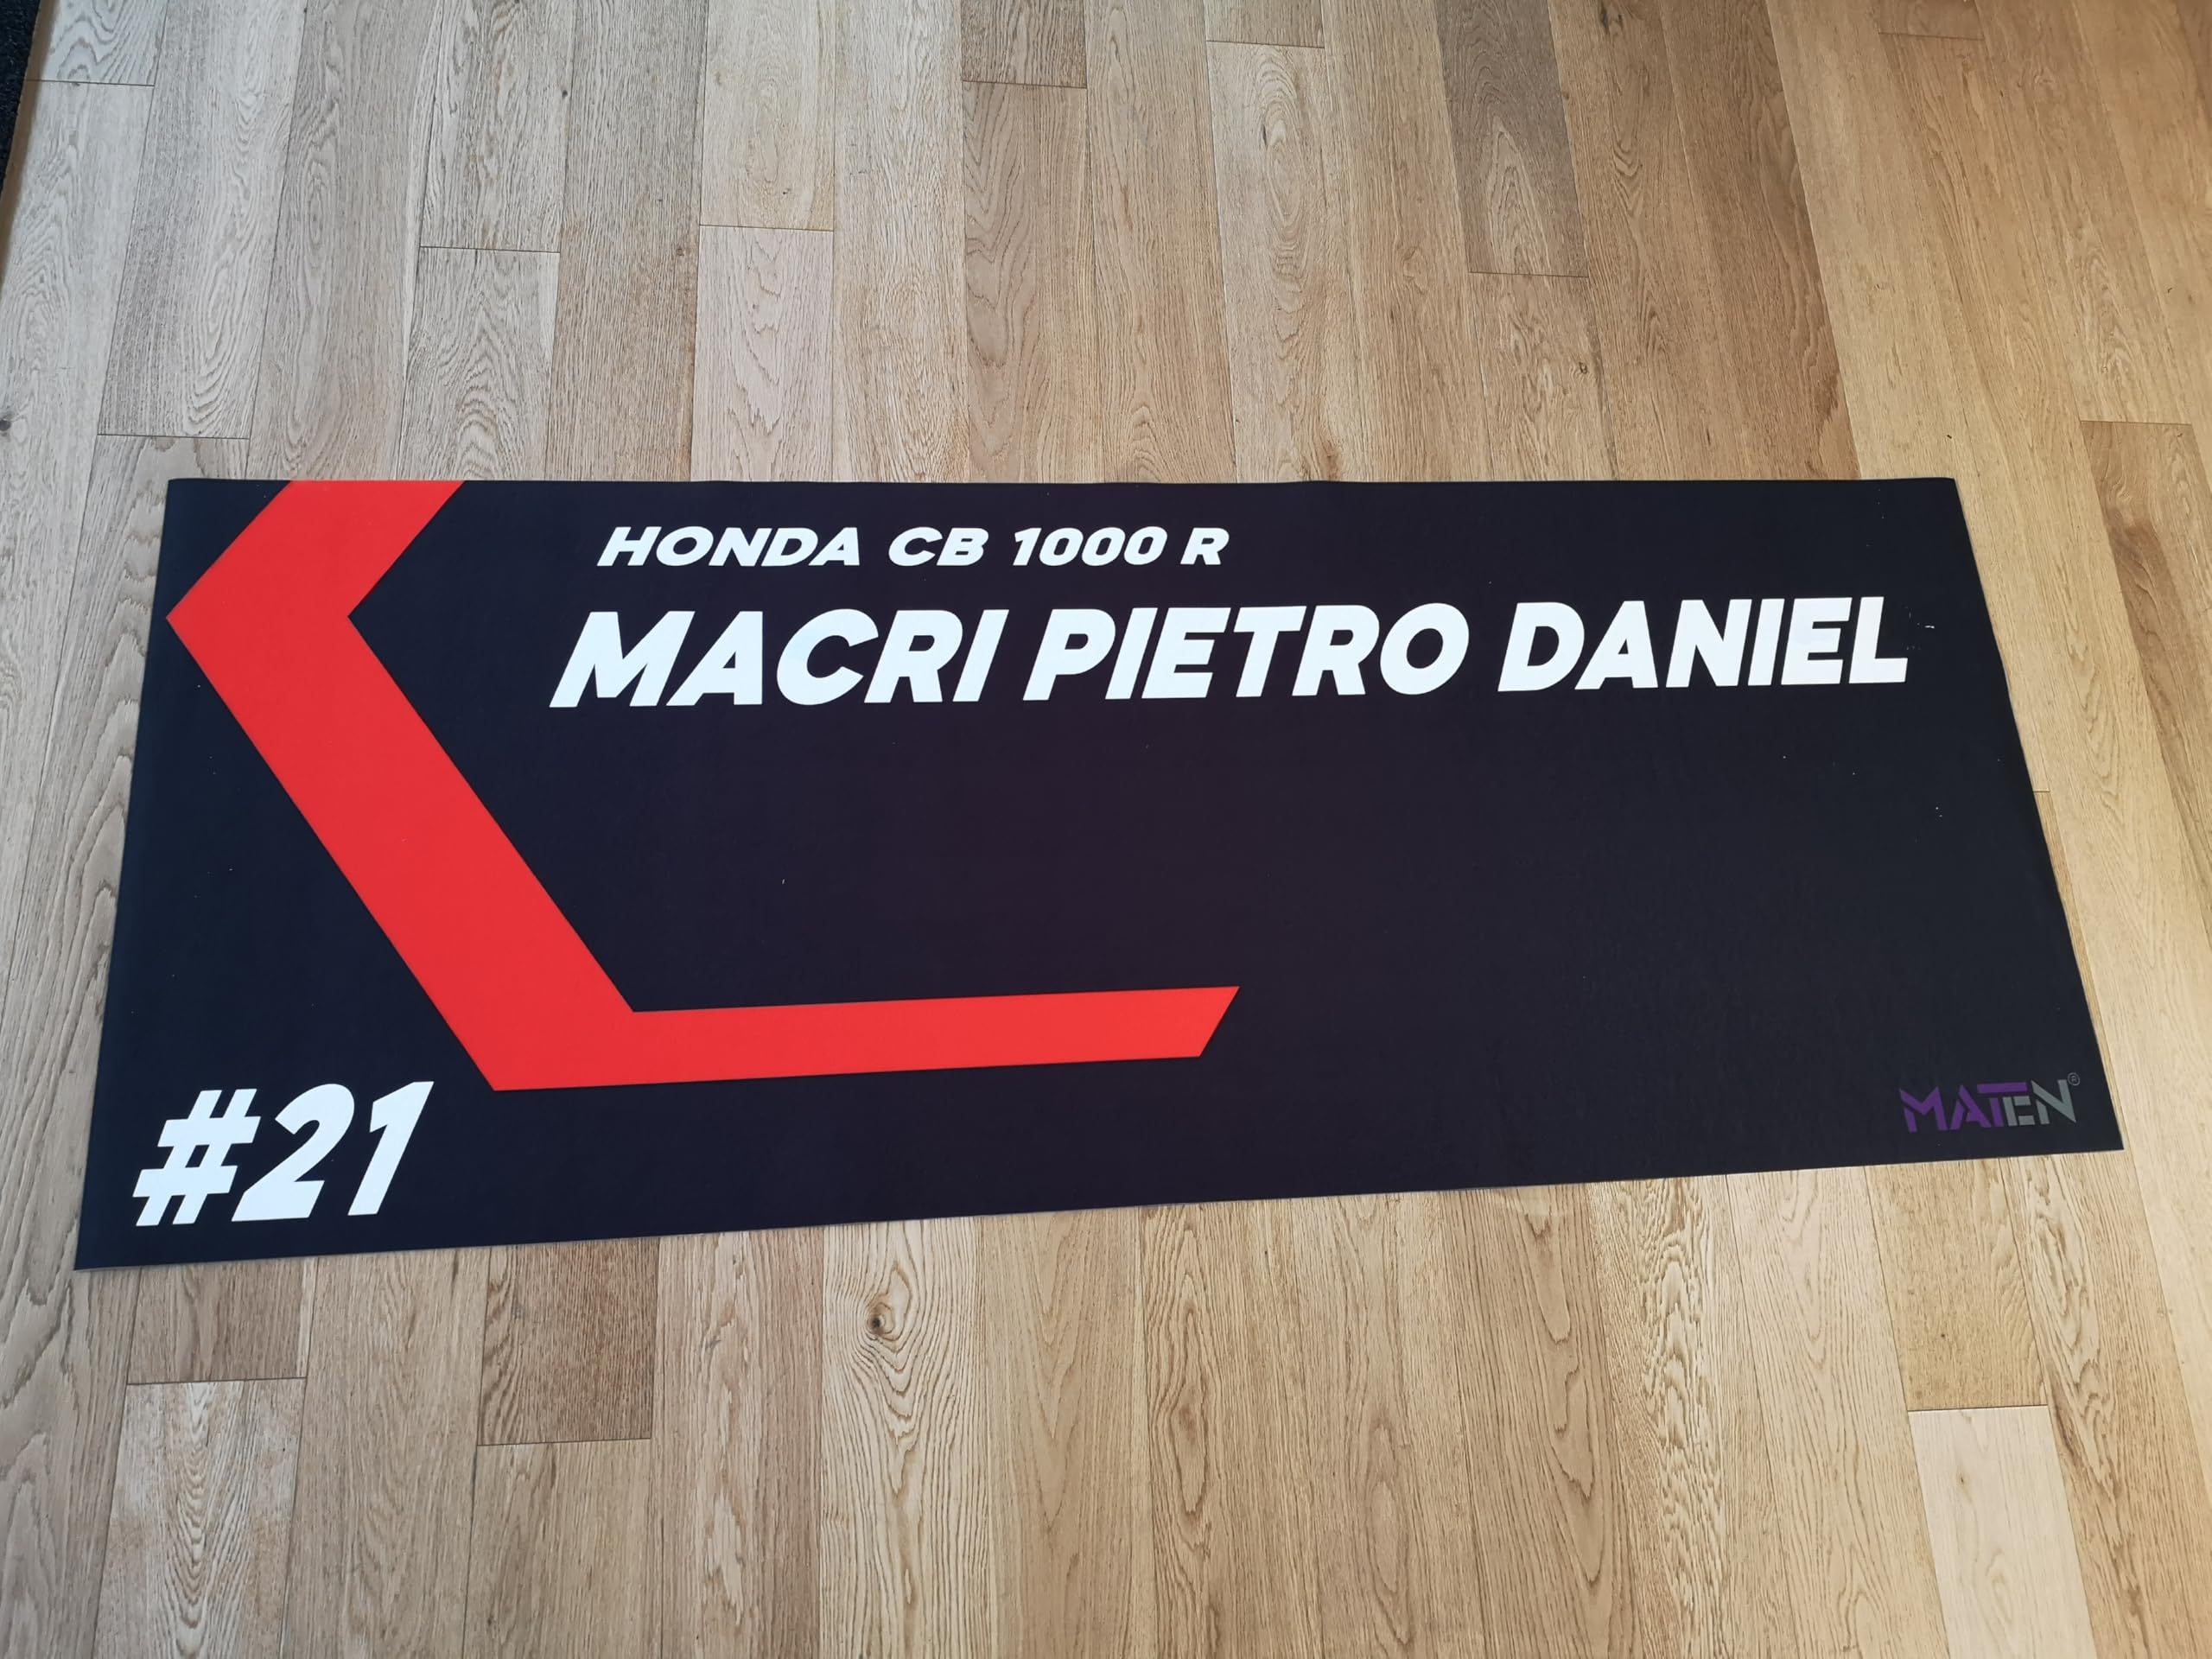 HONDA CB 1000 R
MACRI PIETRO DANIEL
#21
MATEN®